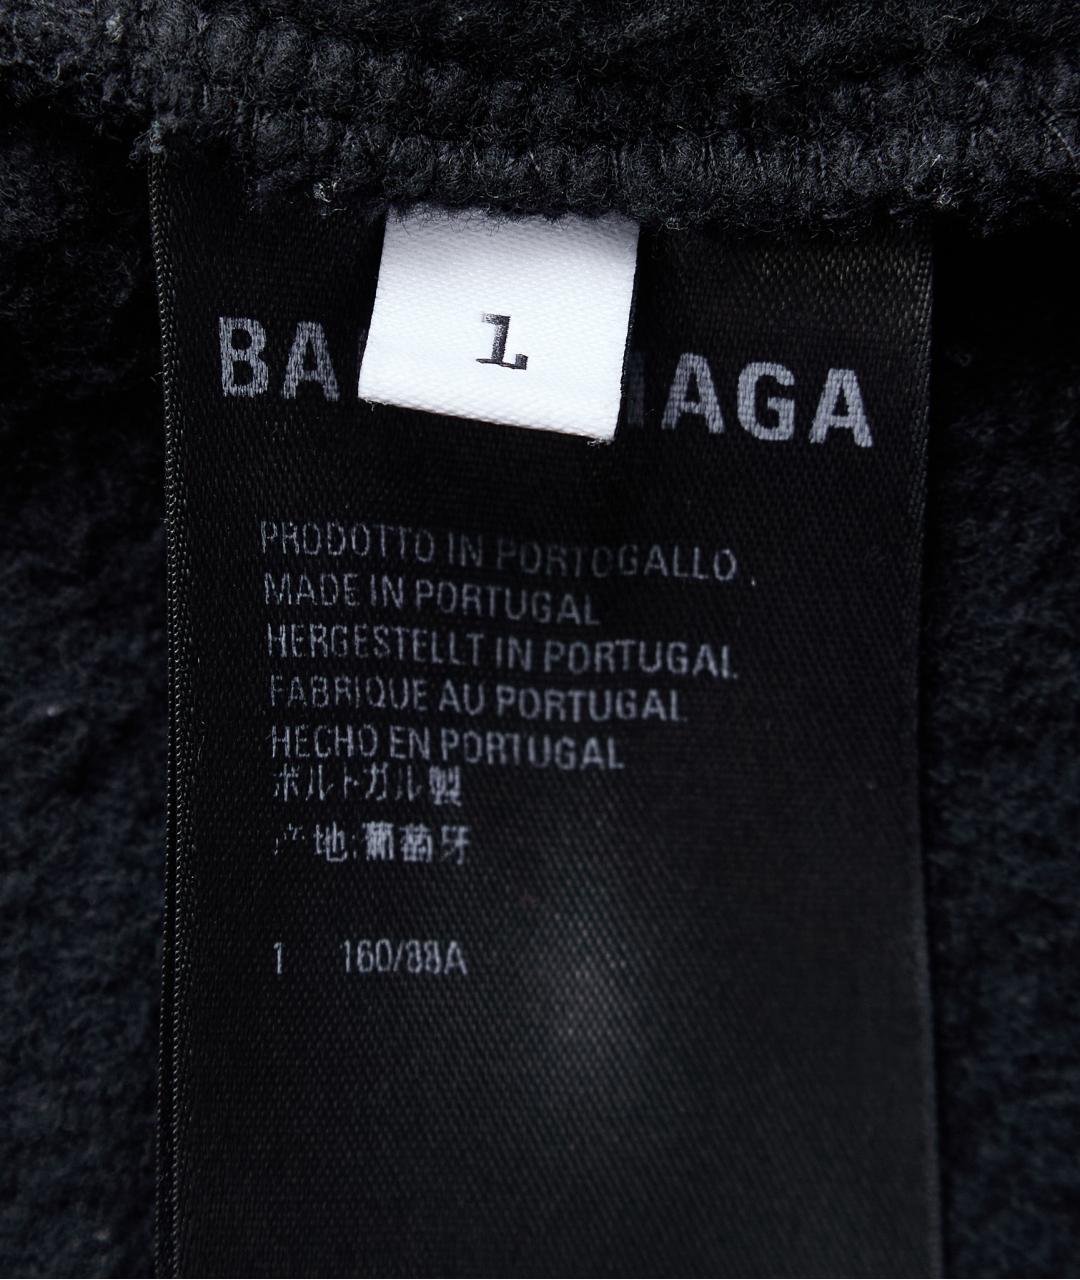 1
BA IAGA
PRODOTTO IN PORTOGALLO
MADE IN PORTUGAL
HERGESTELLT IN PORTUGAL
FABRIQUE AU PORTUGAL
HECHO EN PORTUGAL
ポルトガル製
产地:葡萄牙
1 160/88A